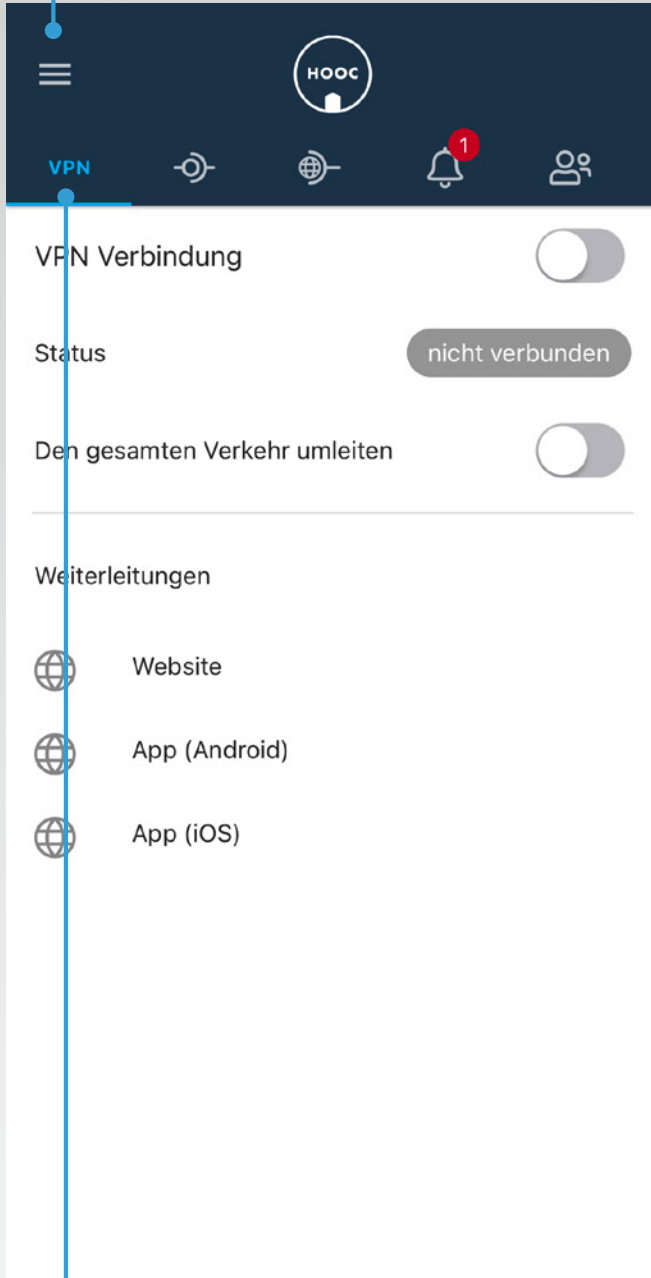 HOOC
VPN
1
VPN Verbindung
Status
nicht verbunden
Den gesamten Verkehr umleiten
Weiterleitungen
Website
App (Android)
App (iOS)